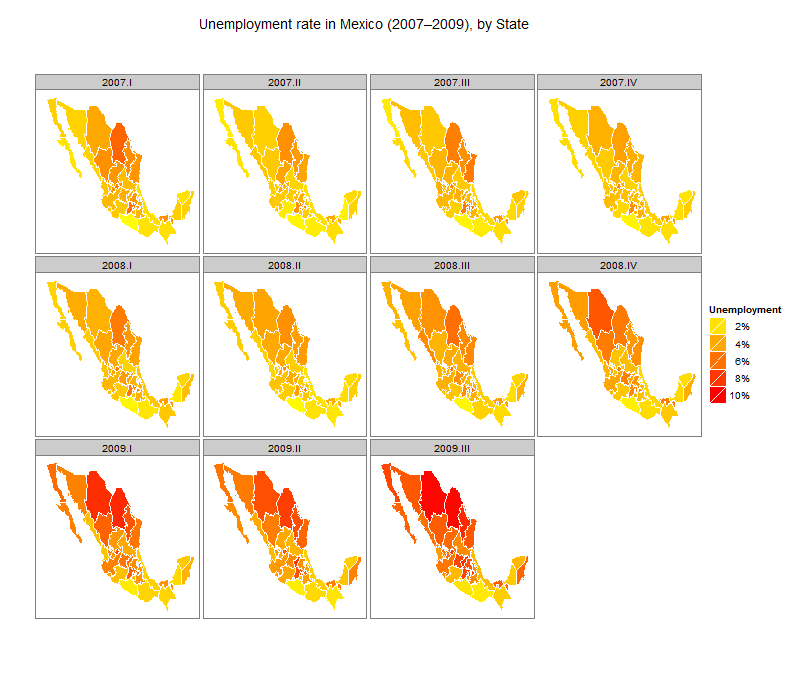 Unemployment rate in Mexico (2007–2009), by State
2007.I
2007.II
2007.III
2007.IV
2008.I
2008.II
2008.III
2008.IV
Unemployment
2%
4%
6%
8%
10%
2009.I
2009.II
2009.III